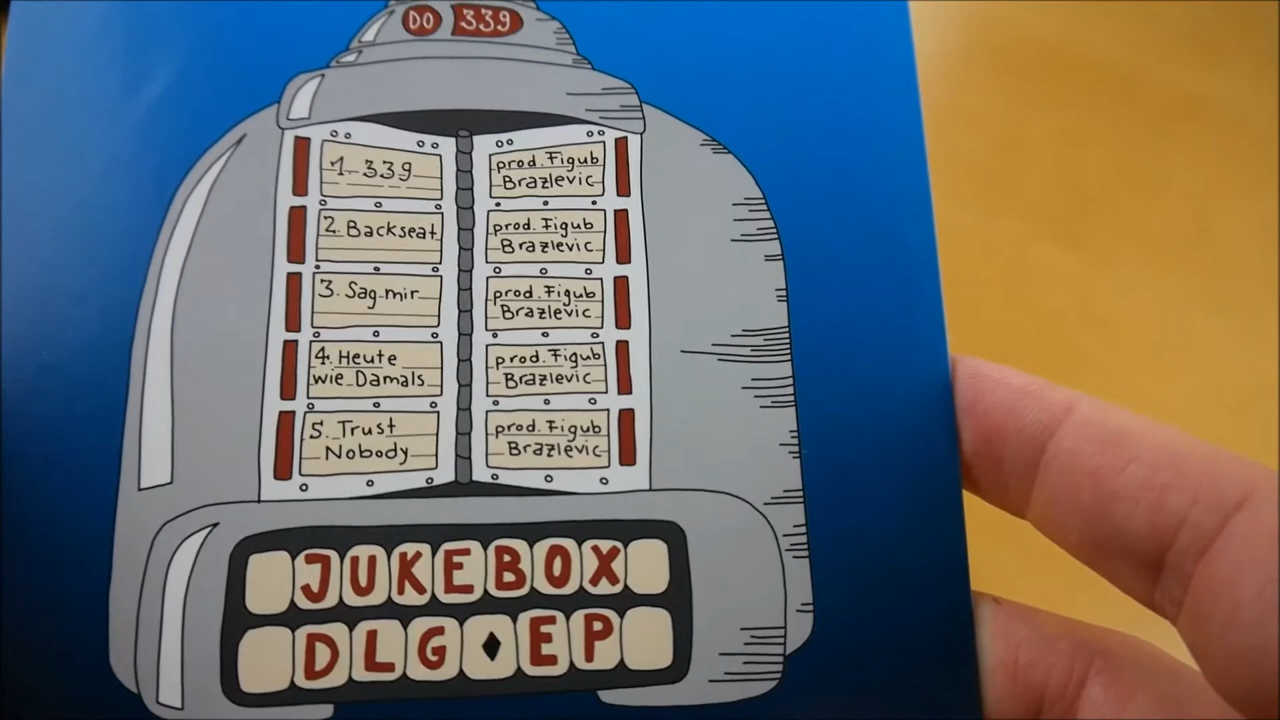 DO 339
1. 339
prod. Figub
Brazlevic
2. Backseat
prod. Figub
Brazlevic
3. Sag mir
prod. Figub
Brazlevic
4. Heute
wie Damals
prod. Figub
Brazlevic
5. Trust
Nobody
prod. Figub
Brazlevic
JUKEBOX
DLG ♦ EP